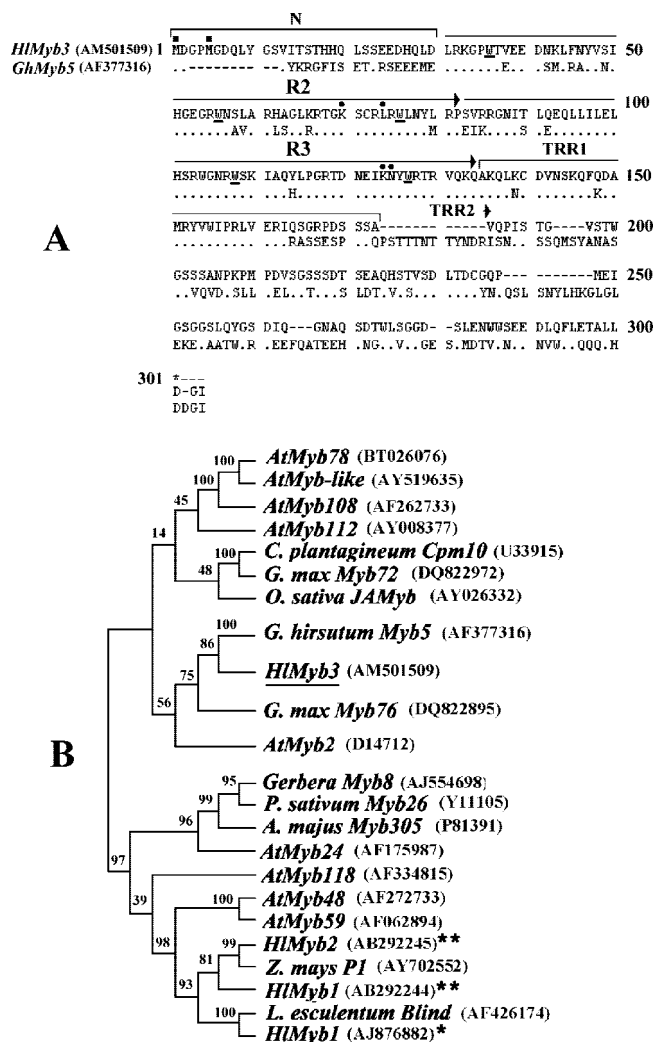 N
HlMyb3 (AM501509) 1 MDGPMGDQLY GSVITSTHHQ LSSEEDHQLD LRKGPWTVEE DNKLFNYVSI 50
GhMyb5 (AF377316) .---------.YKRGFIS ET.RSEEEME .......E.. .SM.RA..N.
R2
HGEGRWNSLA RHAGLKRTGK SCRLRWLNYL RPSVRRGNIT LQEQLLILEL 100
......AV.. LS..R..... .........M ..EIK...S. .E........
R3
TRR1
HSRWGNRWSK IAQYLPGRTD NEIKNYWRTR VQKQAKQLKC DVNSKQFQDA 150
.......... ...H...... .......... ........N. .......K..
TRR2
MRYVWIPRLV ERIQSGRPDS SSA------- ---VQPISTG---VSTW 200
.......... ..RASSESP. .QPSTTTNT TYNDRISN.. SSQMSYANAS
A
GSSSANPKPM PDVSGSSSDT SEAQHSTVSD LTDCGQP--- -------MEI 250
..VQVD.SLL .EL..T...S LDT.V.S... ...YN.QSLS NYLHKGLGL
GSGGSLQYGS DIQ---GNAQ SDTWLSGGD- -SLENWWSEE DLQFLETALL 300
EKE.AATW.R .EEFQATEEH .NG..V..GE S.MDTV.N.. NVW..QQQ.H
301 *---
D-GI
DDGI
B
100 AtMyb78 (BT026076)
100 AtMyb-like (AY519635)
45 AtMyb108 (AF262733)
AtMyb112 (AY008377)
14
100 C. plantagineum Cpm10 (U33915)
48 G. max Myb72 (DQ822972)
O. sativa JAMyb (AY026332)
100 G. hirsutum Myb5 (AF377316)
86
HlMyb3 (AM501509)
75
G. max Myb76 (DQ822895)
56
AtMyb2 (D14712)
95 Gerbera Myb8 (AJ554698)
99 P. sativum Myb26 (Y11105)
96 A. majus Myb305 (P81391)
AtMyb24 (AF175987)
97
AtMyb118 (AF334815)
39
100 AtMyb48 (AF272733)
AtMyb59 (AF062894)
98
99 HlMyb2 (AB292245)**
81 Z. mays P1 (AY702552)
93 HlMyb1 (AB292244)**
100 L. esculentum Blind (AF426174)
HlMyb1 (AJ876882)*